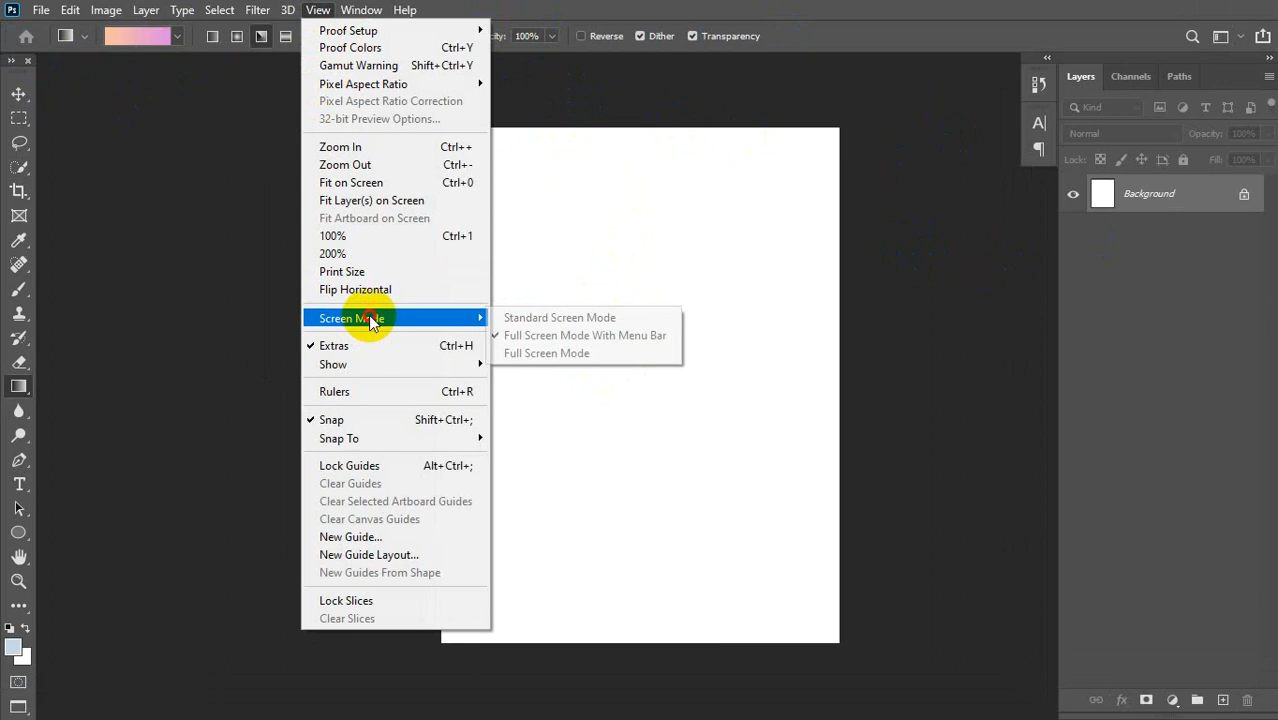 Ps File Edit Image Layer Type Select Filter 3D View Window Help
100% Reverse Dither Transparency
Proof Setup
Proof Colors Ctrl+Y
Gamut Warning Shift+Ctrl+Y
Pixel Aspect Ratio
Pixel Aspect Ratio Correction
32-bit Preview Options...
Zoom In Ctrl++
Zoom Out Ctrl+-
Fit on Screen Ctrl+0
Fit Layer(s) on Screen
Fit Artboard on Screen
100% Ctrl+1
200%
Print Size
Flip Horizontal
Screen Mode
Extras Ctrl+H
Show
Rulers Ctrl+R
Snap Shift+Ctrl+;
Snap To
Lock Guides Alt+Ctrl+;
Clear Guides
Clear Selected Artboard Guides
Clear Canvas Guides
New Guide...
New Guide Layout...
New Guides From Shape
Lock Slices
Clear Slices
Standard Screen Mode
Full Screen Mode With Menu Bar
Full Screen Mode
Layers Channels Paths
Kind
Normal Opacity: 100%
Lock: Fill: 100%
Background